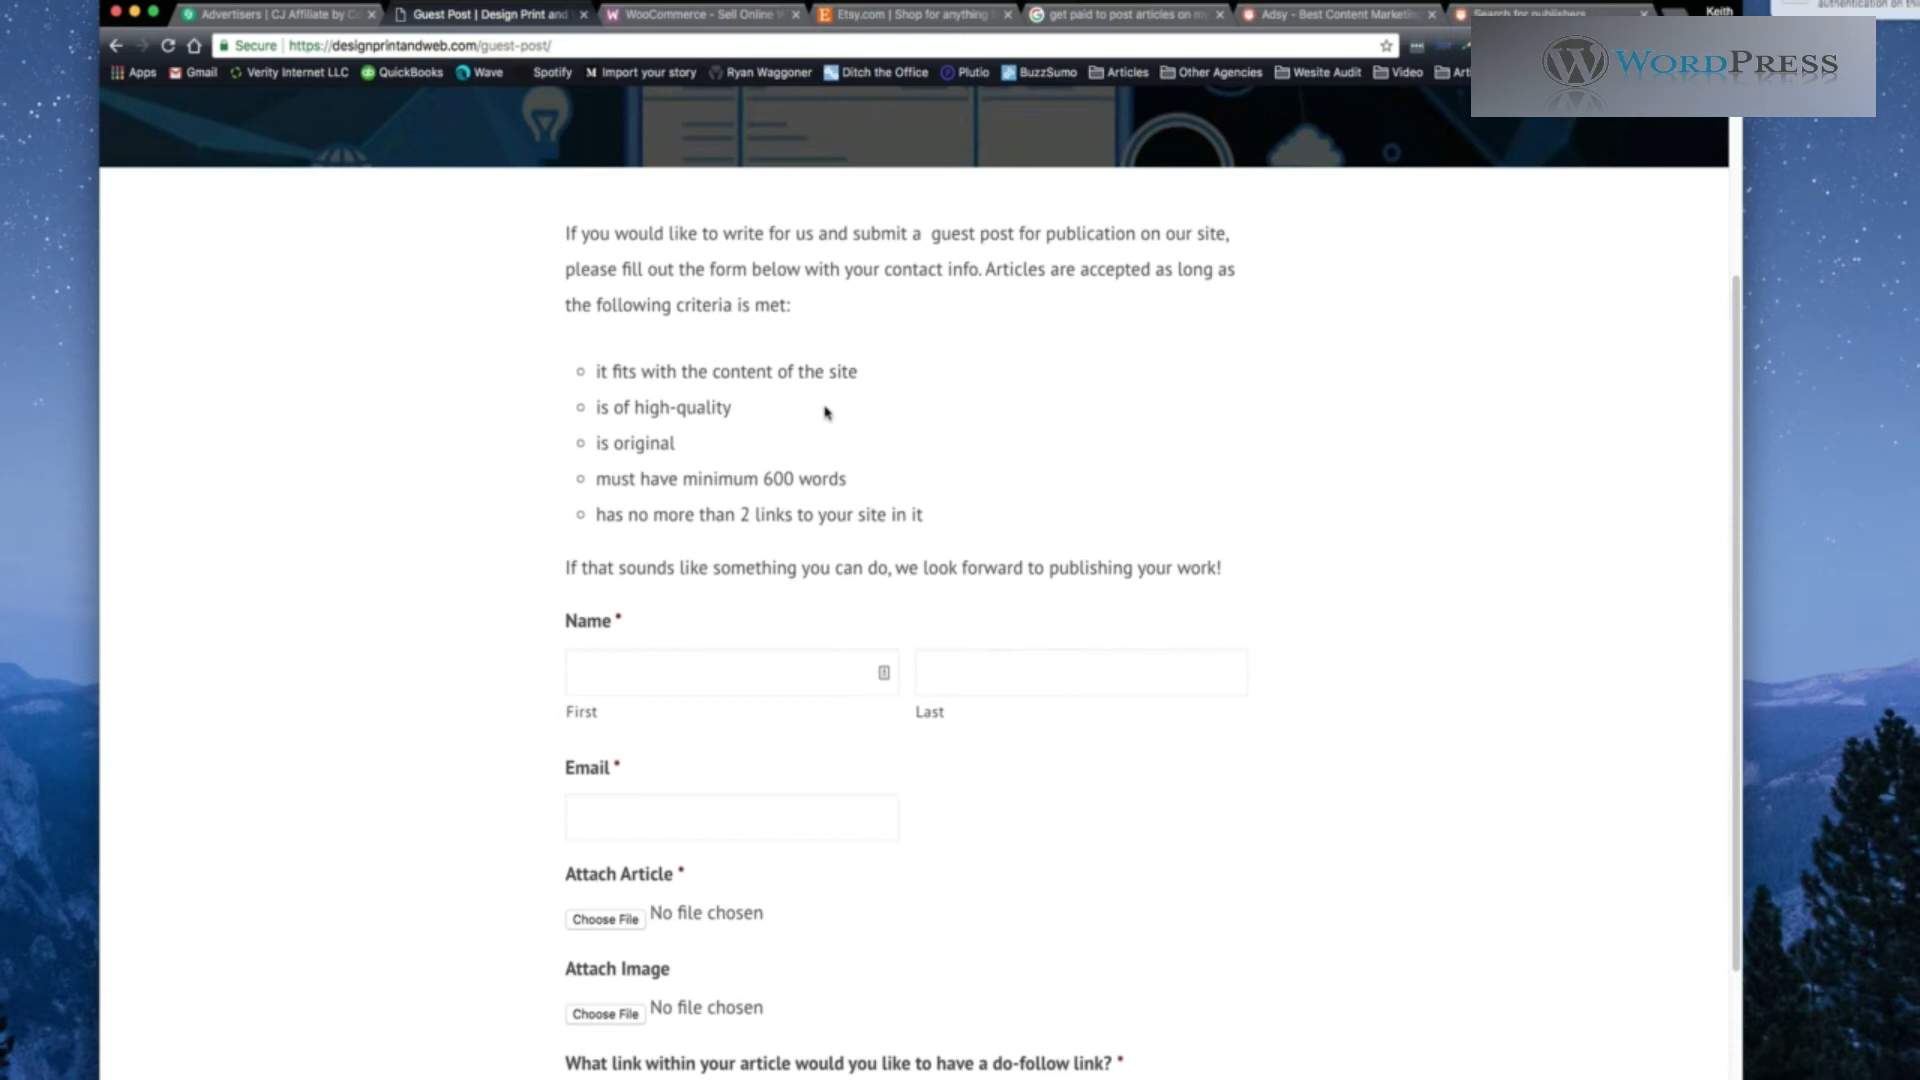 Advertisers | CJ Affiliate by C
Guest Post | Design Print and
WooCommerce - Sell Online
Etsy.com | Shop for anything
get paid to post articles on
Adsy - Best Content Marketin
Search for publishers
Keith
authentication on
Secure
https://designprintandweb.com/guest-post/
WORDPRESS
Apps
Gmail
Verity Internet LLC
QuickBooks
Wave
Spotify
M Import your story
Ryan Waggoner
Ditch the Office
Plutio
BuzzSumo
Articles
Other Agencies
Wesite Audit
Video
Art
If you would like to write for us and submit a guest post for publication on our site,
please fill out the form below with your contact info. Articles are accepted as long as
the following criteria is met:
it fits with the content of the site
is of high-quality
is original
must have minimum 600 words
has no more than 2 links to your site in it
If that sounds like something you can do, we look forward to publishing your work!
Name *
First
Last
Email *
Attach Article *
Choose File No file chosen
Attach Image
Choose File No file chosen
What link within your article would you like to have a do-follow link? *